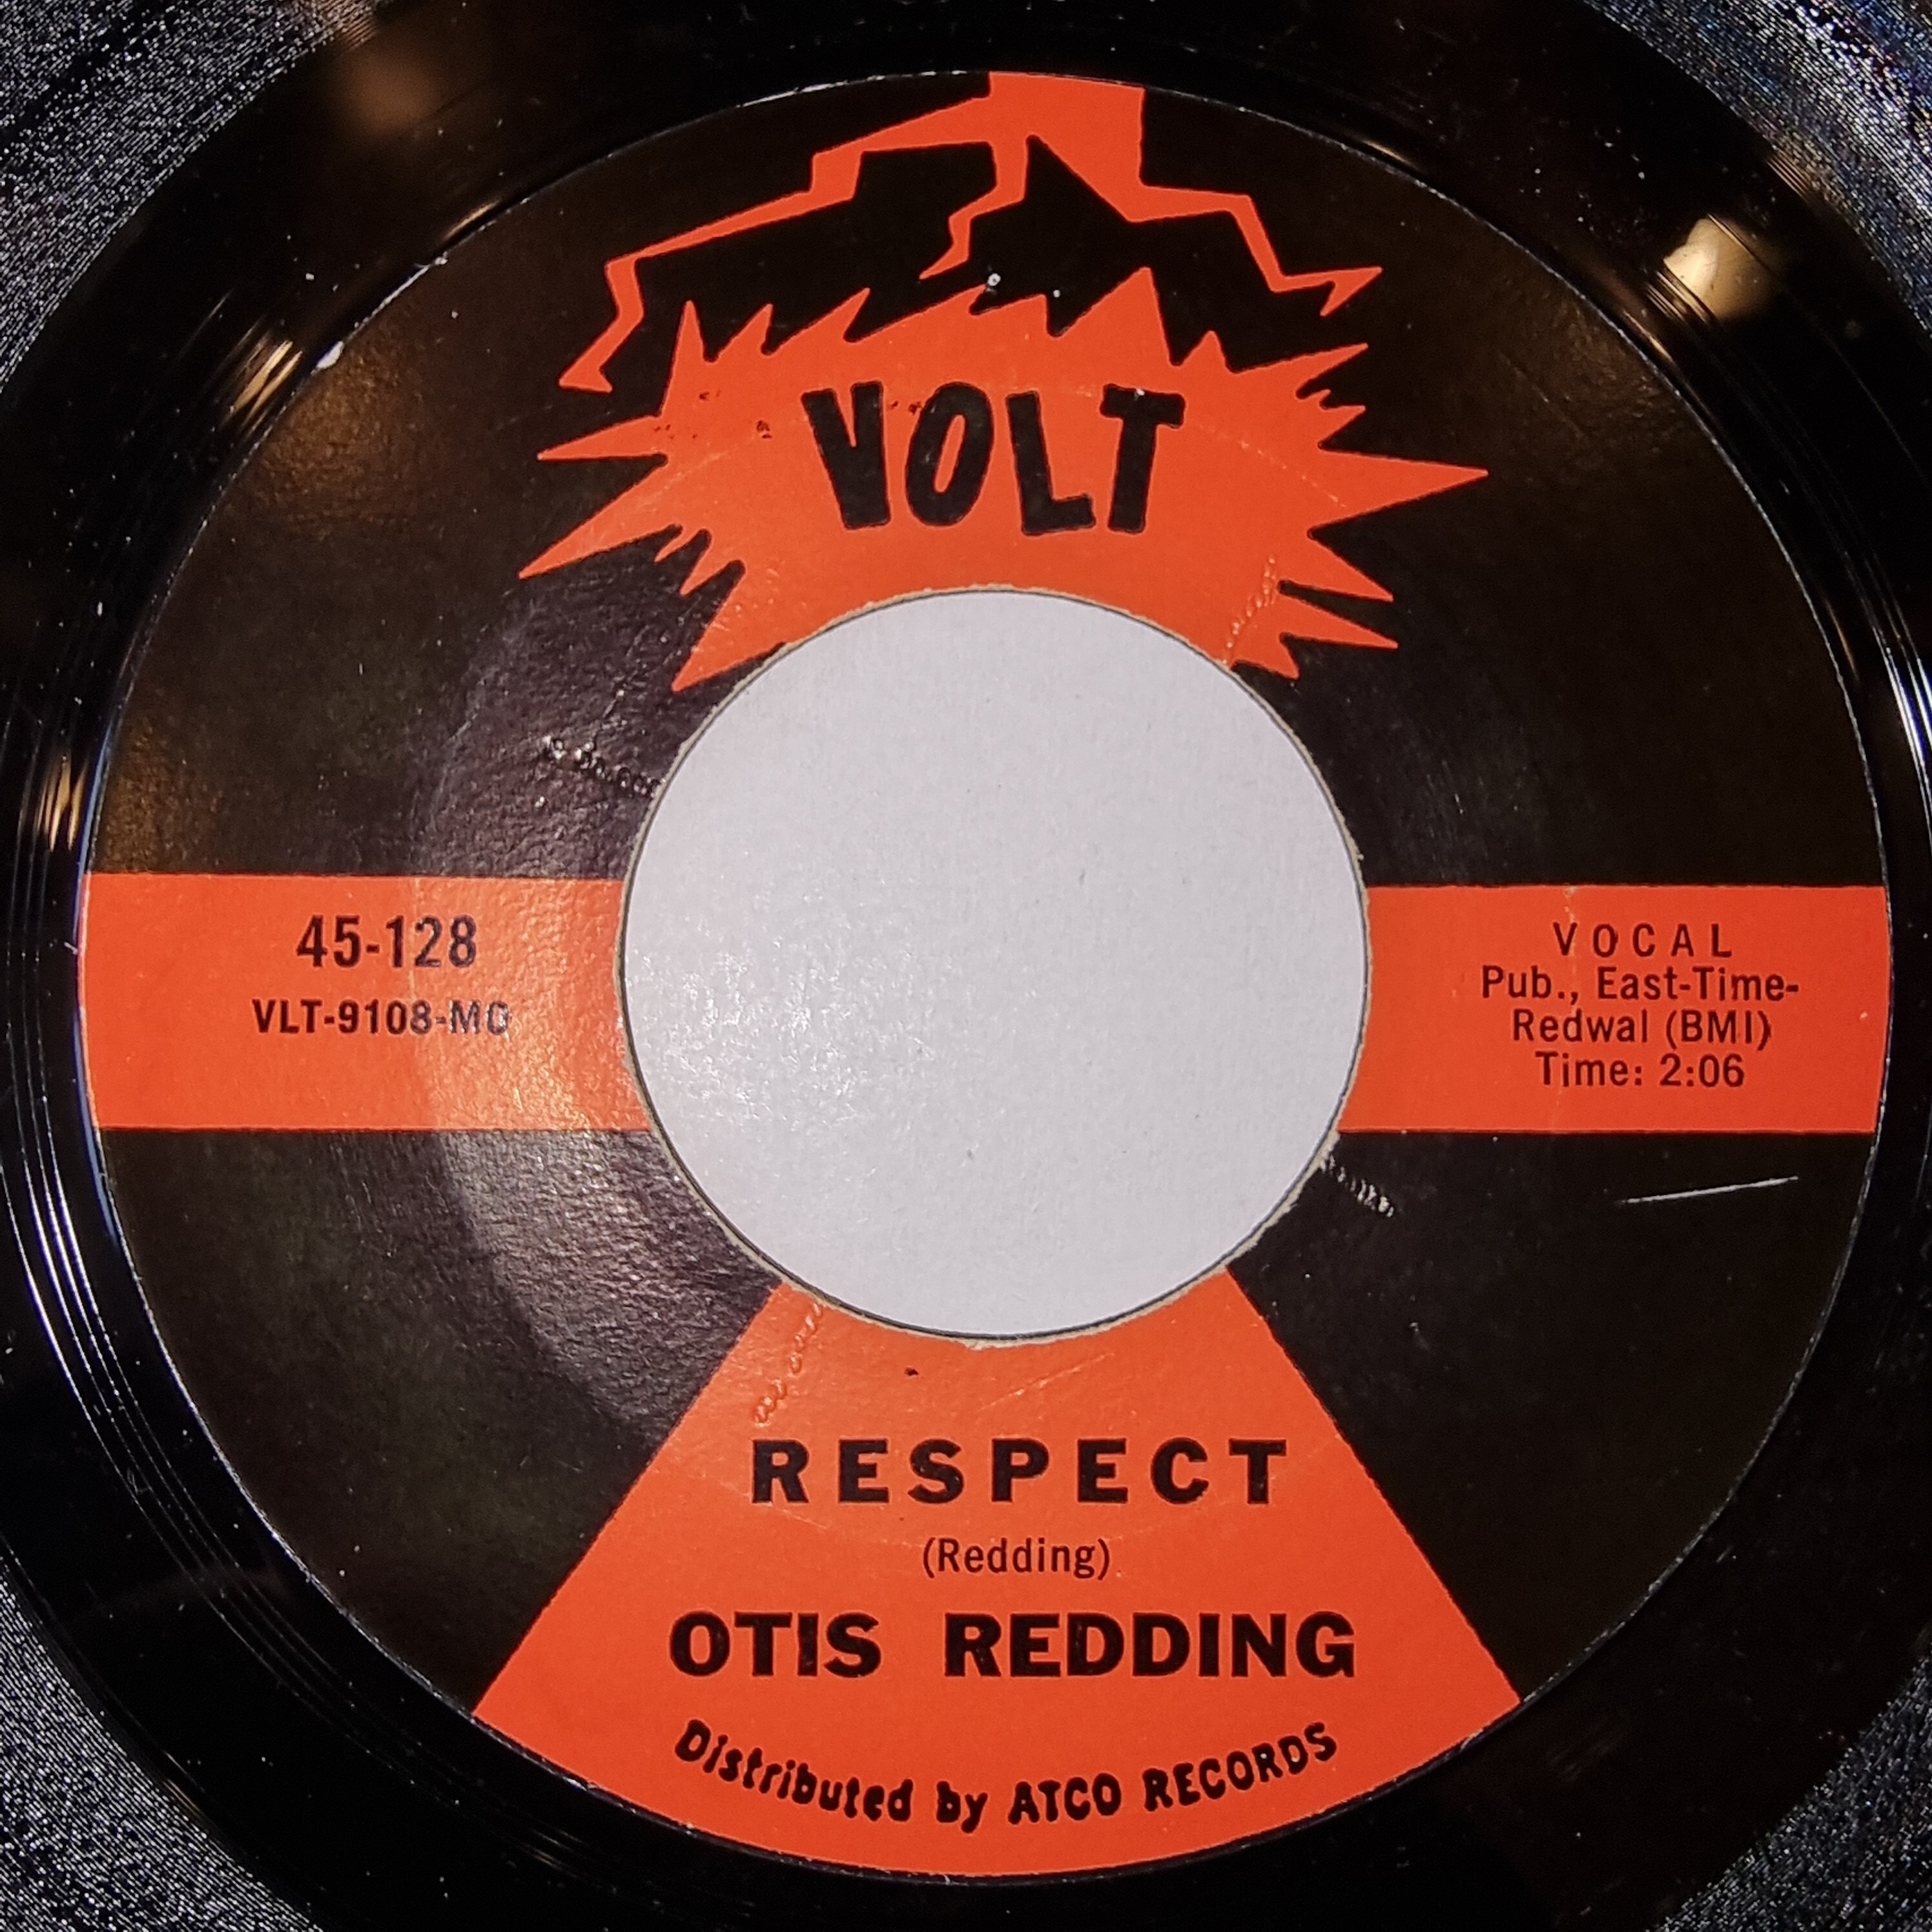 VOLT
45-128
VLT-9108-MO
VOCAL
Pub., East-Time-
Redwal (BMI)
Time: 2:06
RESPECT
(Redding)
OTIS REDDING
Distributed by ATCO RECORDS